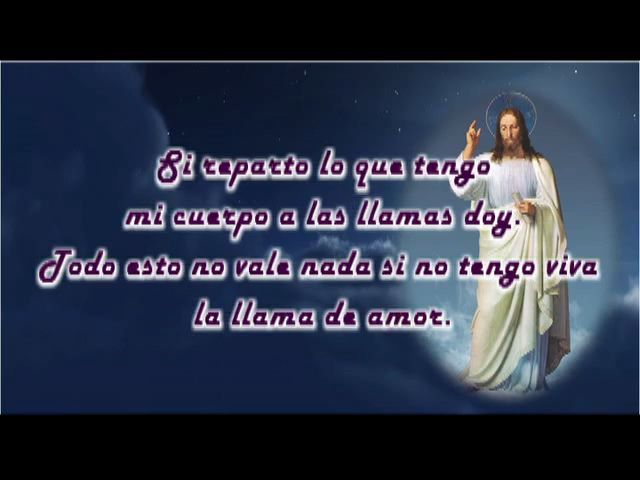 Si reparto lo que tengo
mi cuerpo a las llamas doy.
Todo esto no vale nada si no tengo viva
la llama de amor.